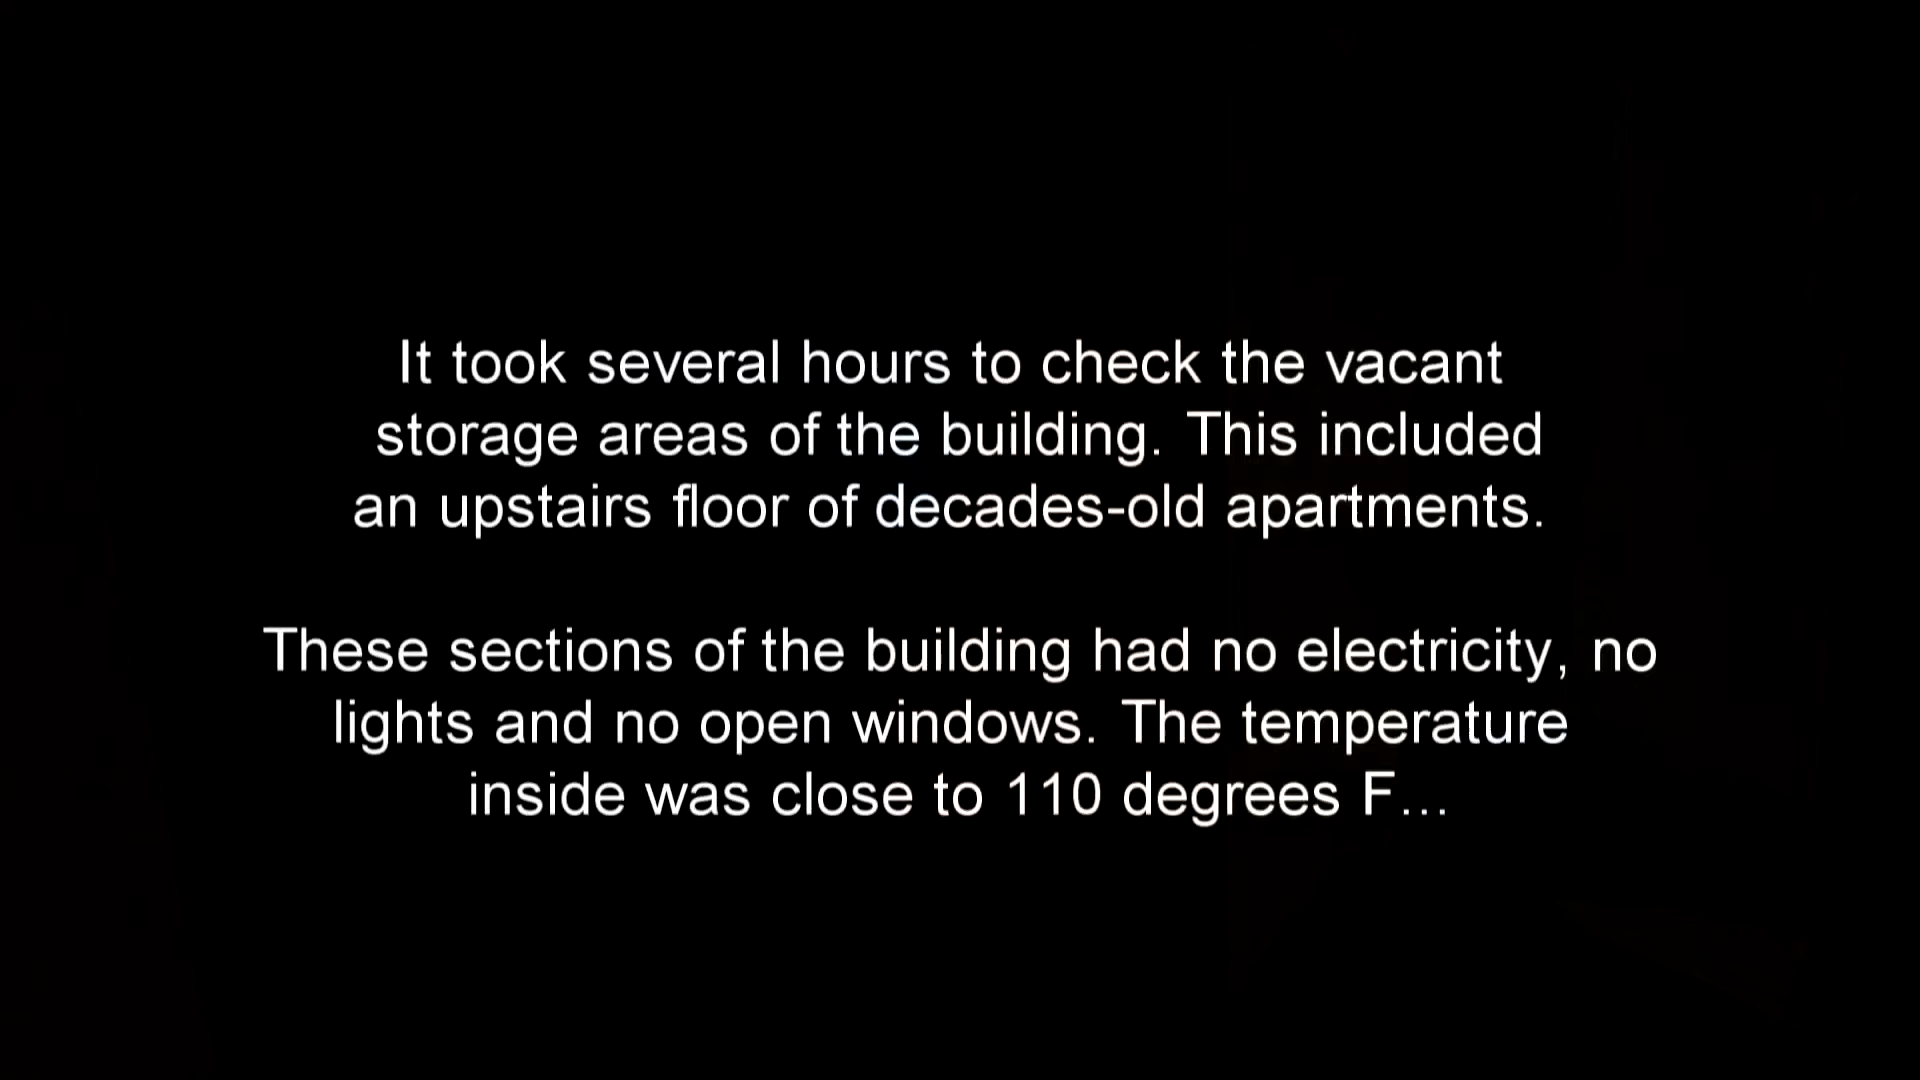 It took several hours to check the vacant
storage areas of the building. This included
an upstairs floor of decades-old apartments.
These sections of the building had no electricity, no
lights and no open windows. The temperature
inside was close to 110 degrees F...